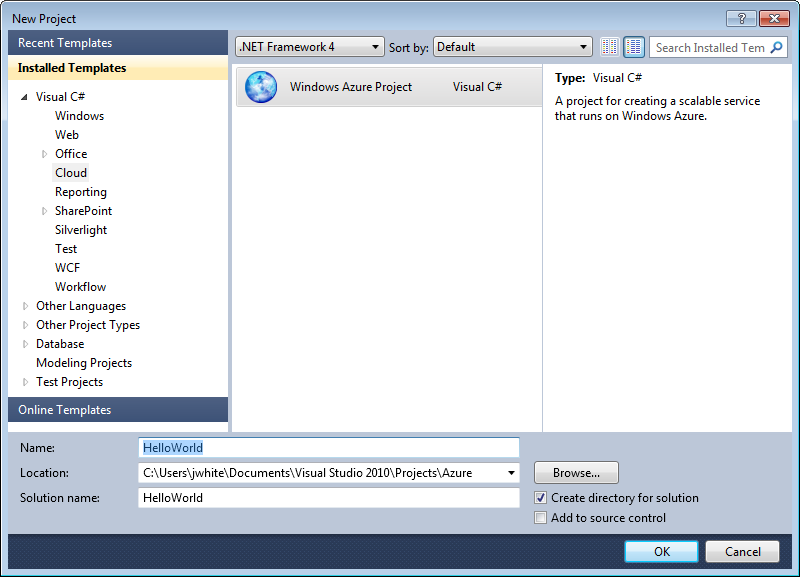 New Project
?
Recent Templates
Installed Templates
Visual C#
Windows
Web
Office
Cloud
Reporting
SharePoint
Silverlight
Test
WCF
Workflow
Other Languages
Other Project Types
Database
Modeling Projects
Test Projects
Online Templates
.NET Framework 4 Sort by: Default Search Installed Tem
Windows Azure Project Visual C#
Type: Visual C#
A project for creating a scalable service
that runs on Windows Azure.
Name: HelloWorld
Location: C:\Users\jwhite\Documents\Visual Studio 2010\Projects\Azure Browse...
Solution name: HelloWorld Create directory for solution
Add to source control
OK Cancel